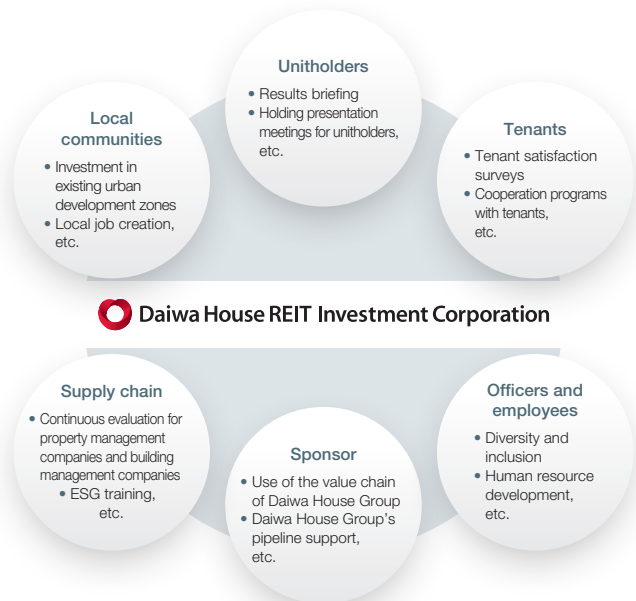 Unitholders
• Results briefing
• Holding presentation
meetings for unitholders,
etc.
Local
communities
• Investment in
existing urban
development zones
• Local job creation,
etc.
Tenants
• Tenant satisfaction
surveys
• Cooperation programs
with tenants,
etc.
Daiwa House REIT Investment Corporation
Supply chain
• Continuous evaluation for
property management
companies and building
management companies
• ESG training,
etc.
Sponsor
• Use of the value chain
of Daiwa House Group
• Daiwa House Group's
pipeline support,
etc.
Officers and
employees
• Diversity and
inclusion
• Human resource
development,
etc.